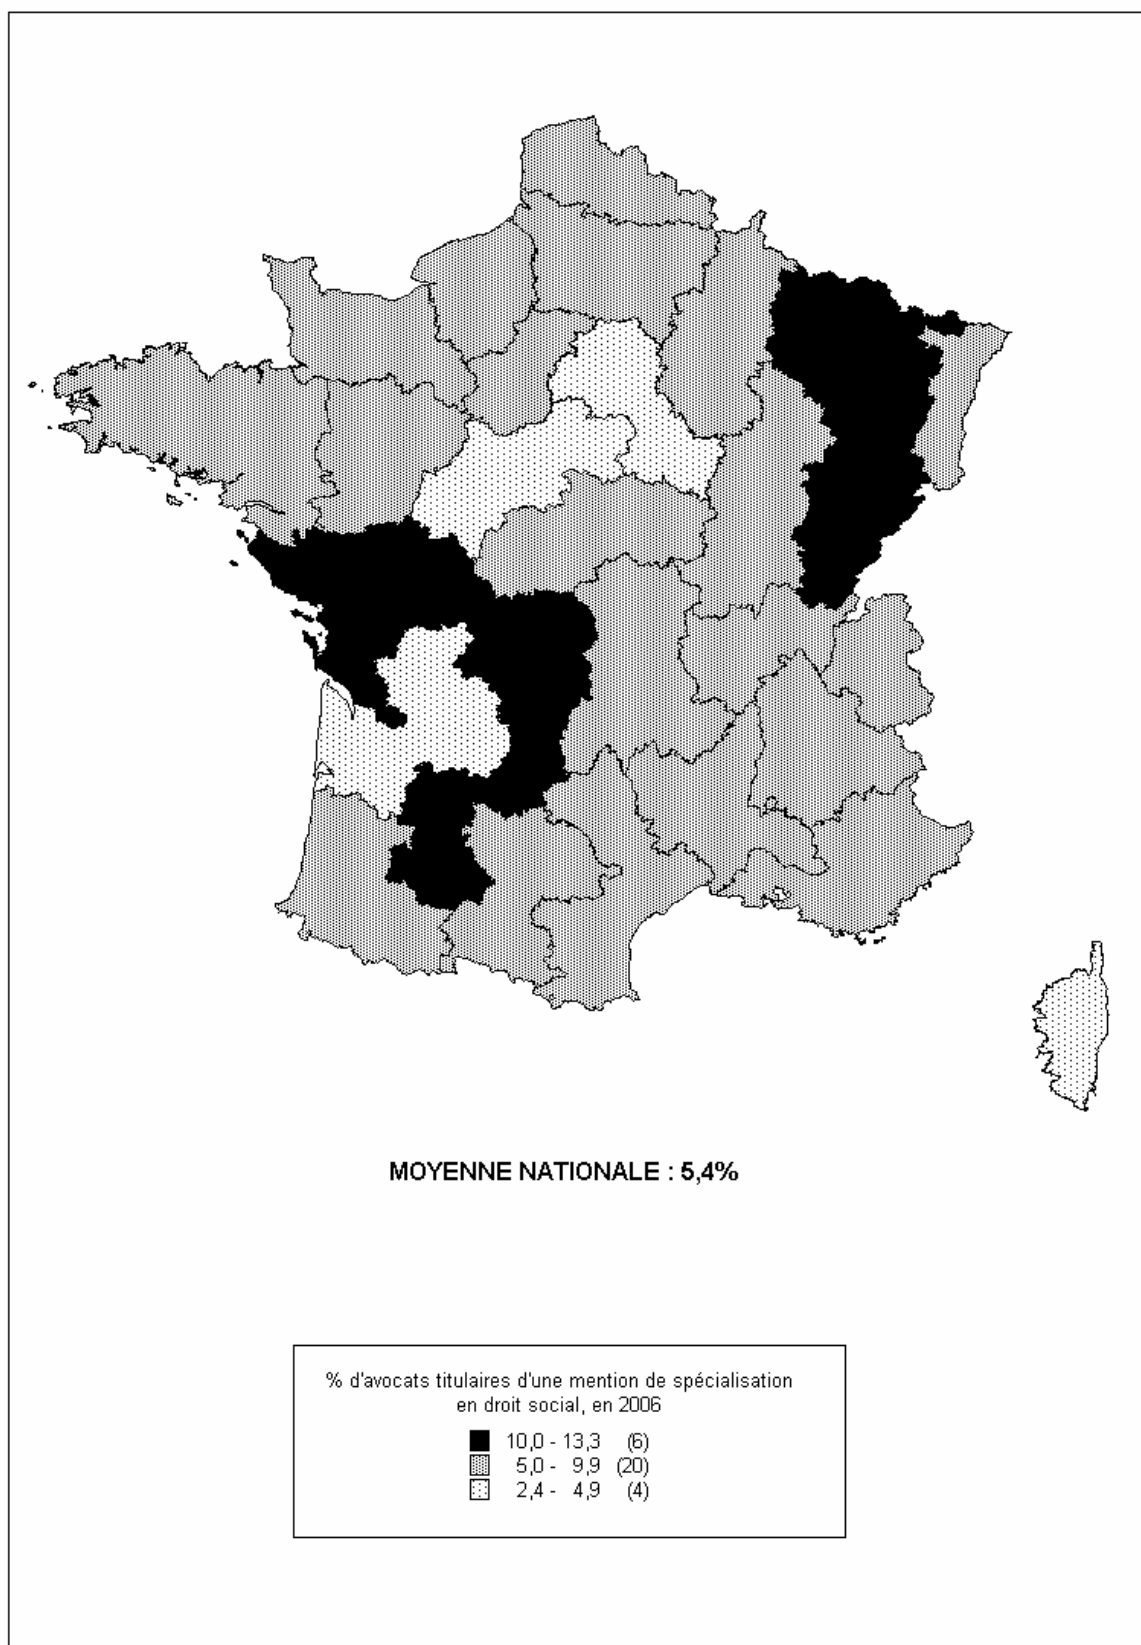 MOYENNE NATIONALE : 5,4%
% d'avocats titulaires d'une mention de spécialisation
en droit social, en 2006
10,0 - 13,3 (6)
5,0 - 9,9 (20)
2,4 - 4,9 (4)